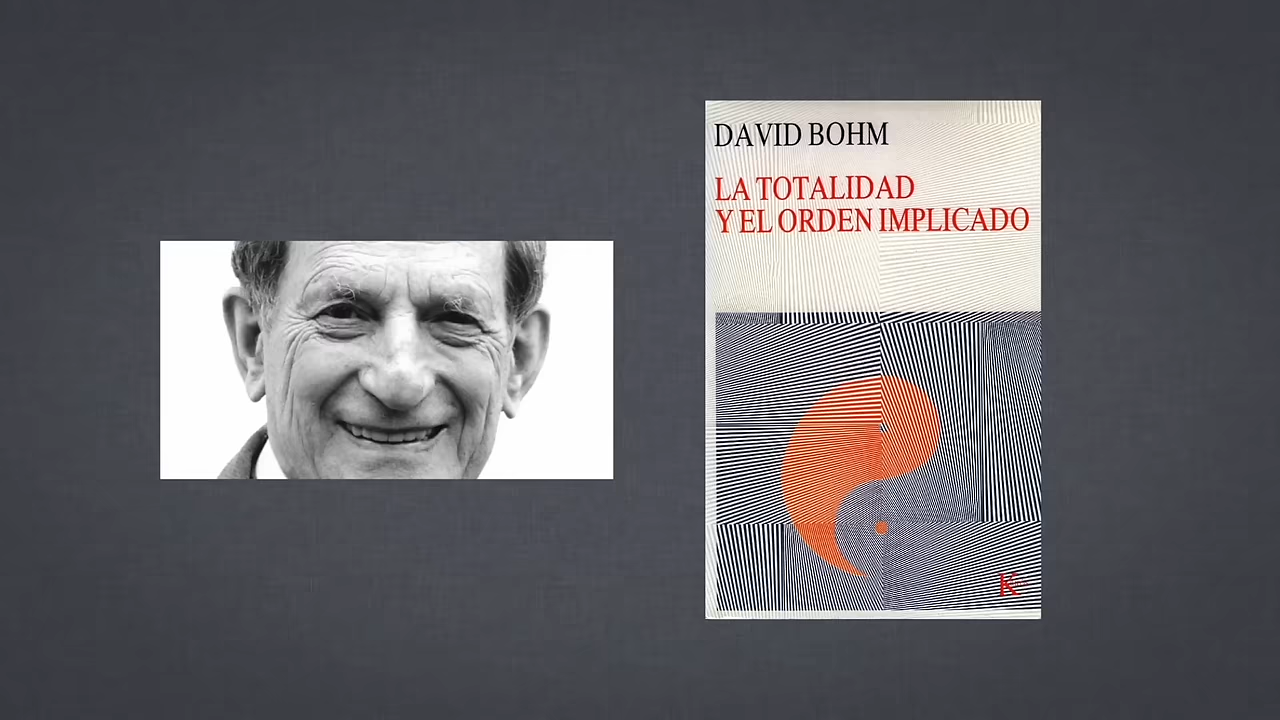 DAVID BOHM
LA TOTALIDAD
Y EL ORDEN IMPLICADO
K